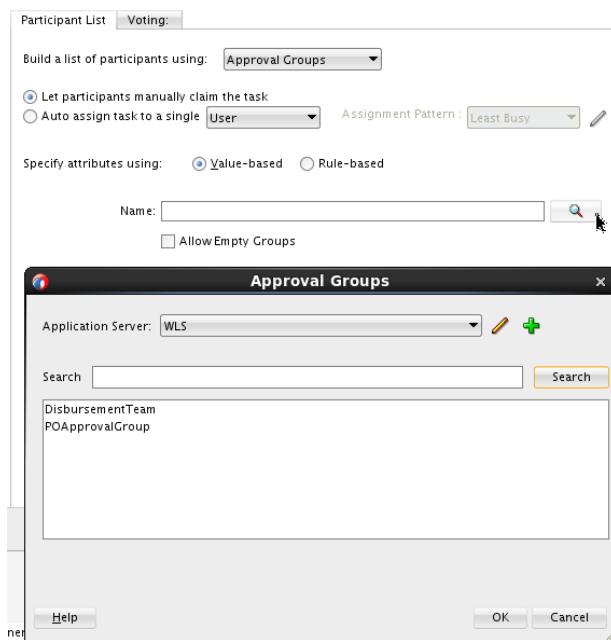 Participant List Voting:
Build a list of participants using: Approval Groups
Let participants manually claim the task
Auto assign task to a single User Assignment Pattern : Least Busy
Specify attributes using: Value-based Rule-based
Name:
Allow Empty Groups
Approval Groups
Application Server: WLS
Search Search
DisbursementTeam
POApprovalGroup
Help OK Cancel
ner